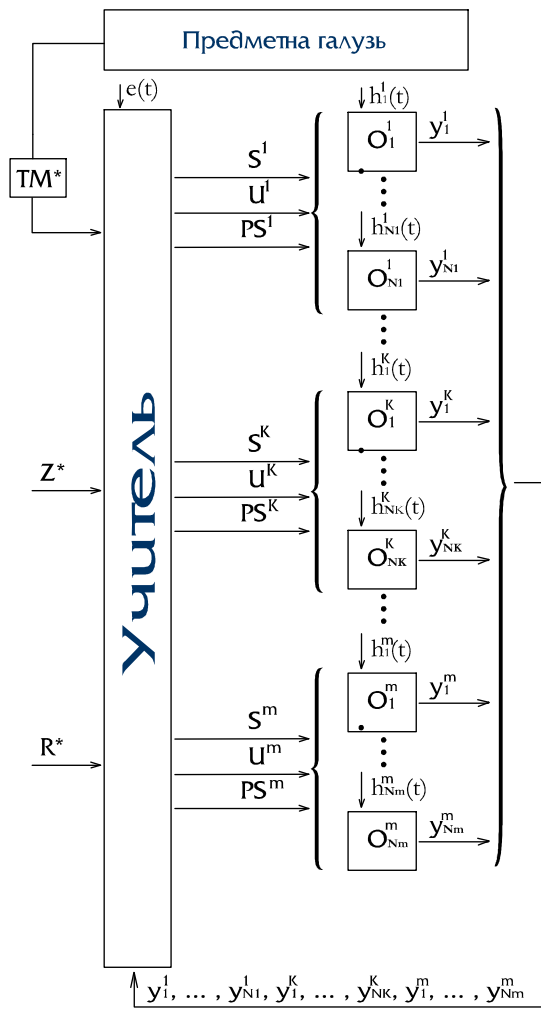 Предметна галузь
e(t)
TM*
h¹₁(t)
O¹₁
y¹₁
S¹
U¹
PS¹
h¹N1(t)
O¹N1
y¹N1
hᴷ₁(t)
Oᴷ₁
yᴷ₁
Учитель
Z*
Sᴷ
Uᴷ
PSᴷ
hᴷNK(t)
OᴷNK
yᴷNK
hᵐ₁(t)
Oᵐ₁
yᵐ₁
R*
Sᵐ
Uᵐ
PSᵐ
hᵐNm(t)
OᵐNm
yᵐNm
y¹₁, ... , y¹N1, yᴷ₁, ... , yᴷNK, yᵐ₁, ... , yᵐNm